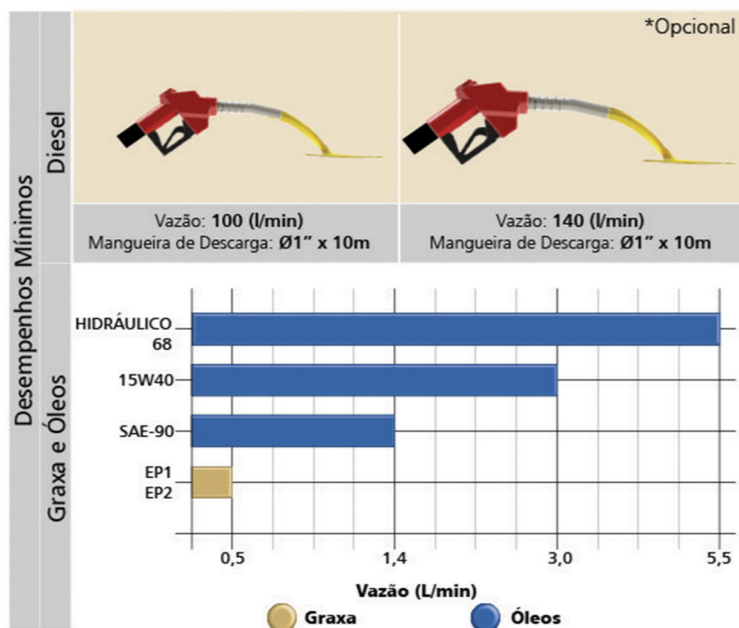 Desempenhos Mínimos
Diesel
*Opcional
Vazão: 100 (l/min)
Mangueira de Descarga: Ø1” x 10m
Vazão: 140 (l/min)
Mangueira de Descarga: Ø1” x 10m
Graxa e Óleos
HIDRÁULICO
68
15W40
SAE-90
EP1
EP2
0,5 1,4 3,0 5,5
Vazão (L/min)
Graxa Óleos